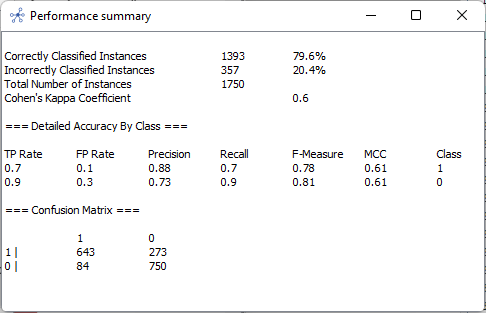 Performance summary
Correctly Classified Instances 1393 79.6%
Incorrectly Classified Instances 357 20.4%
Total Number of Instances 1750
Cohen's Kappa Coefficient 0.6
=== Detailed Accuracy By Class ===
TP Rate FP Rate Precision Recall F-Measure MCC Class
0.7 0.1 0.88 0.7 0.78 0.61 1
0.9 0.3 0.73 0.9 0.81 0.61 0
=== Confusion Matrix ===
1 0
1 | 643 273
0 | 84 750